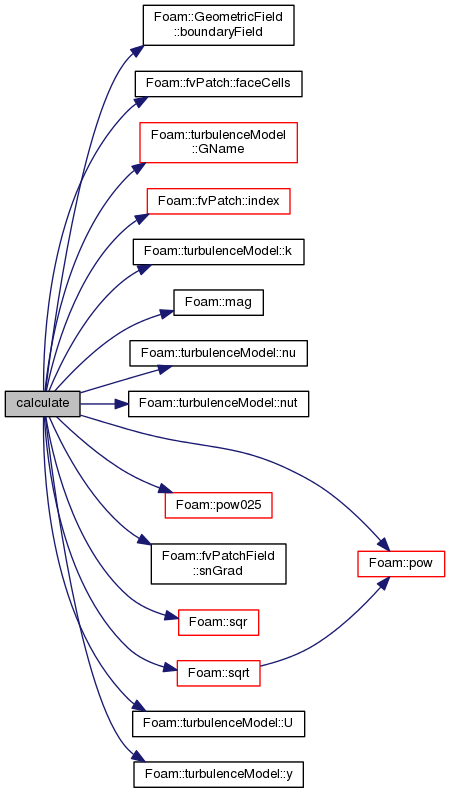 Foam::GeometricField
::boundaryField
Foam::fvPatch::faceCells
Foam::turbulenceModel
::GName
Foam::fvPatch::index
Foam::turbulenceModel::k
Foam::mag
Foam::turbulenceModel::nu
calculate
Foam::turbulenceModel::nut
Foam::pow025
Foam::fvPatchField
::snGrad
Foam::pow
Foam::sqr
Foam::sqrt
Foam::turbulenceModel::U
Foam::turbulenceModel::y